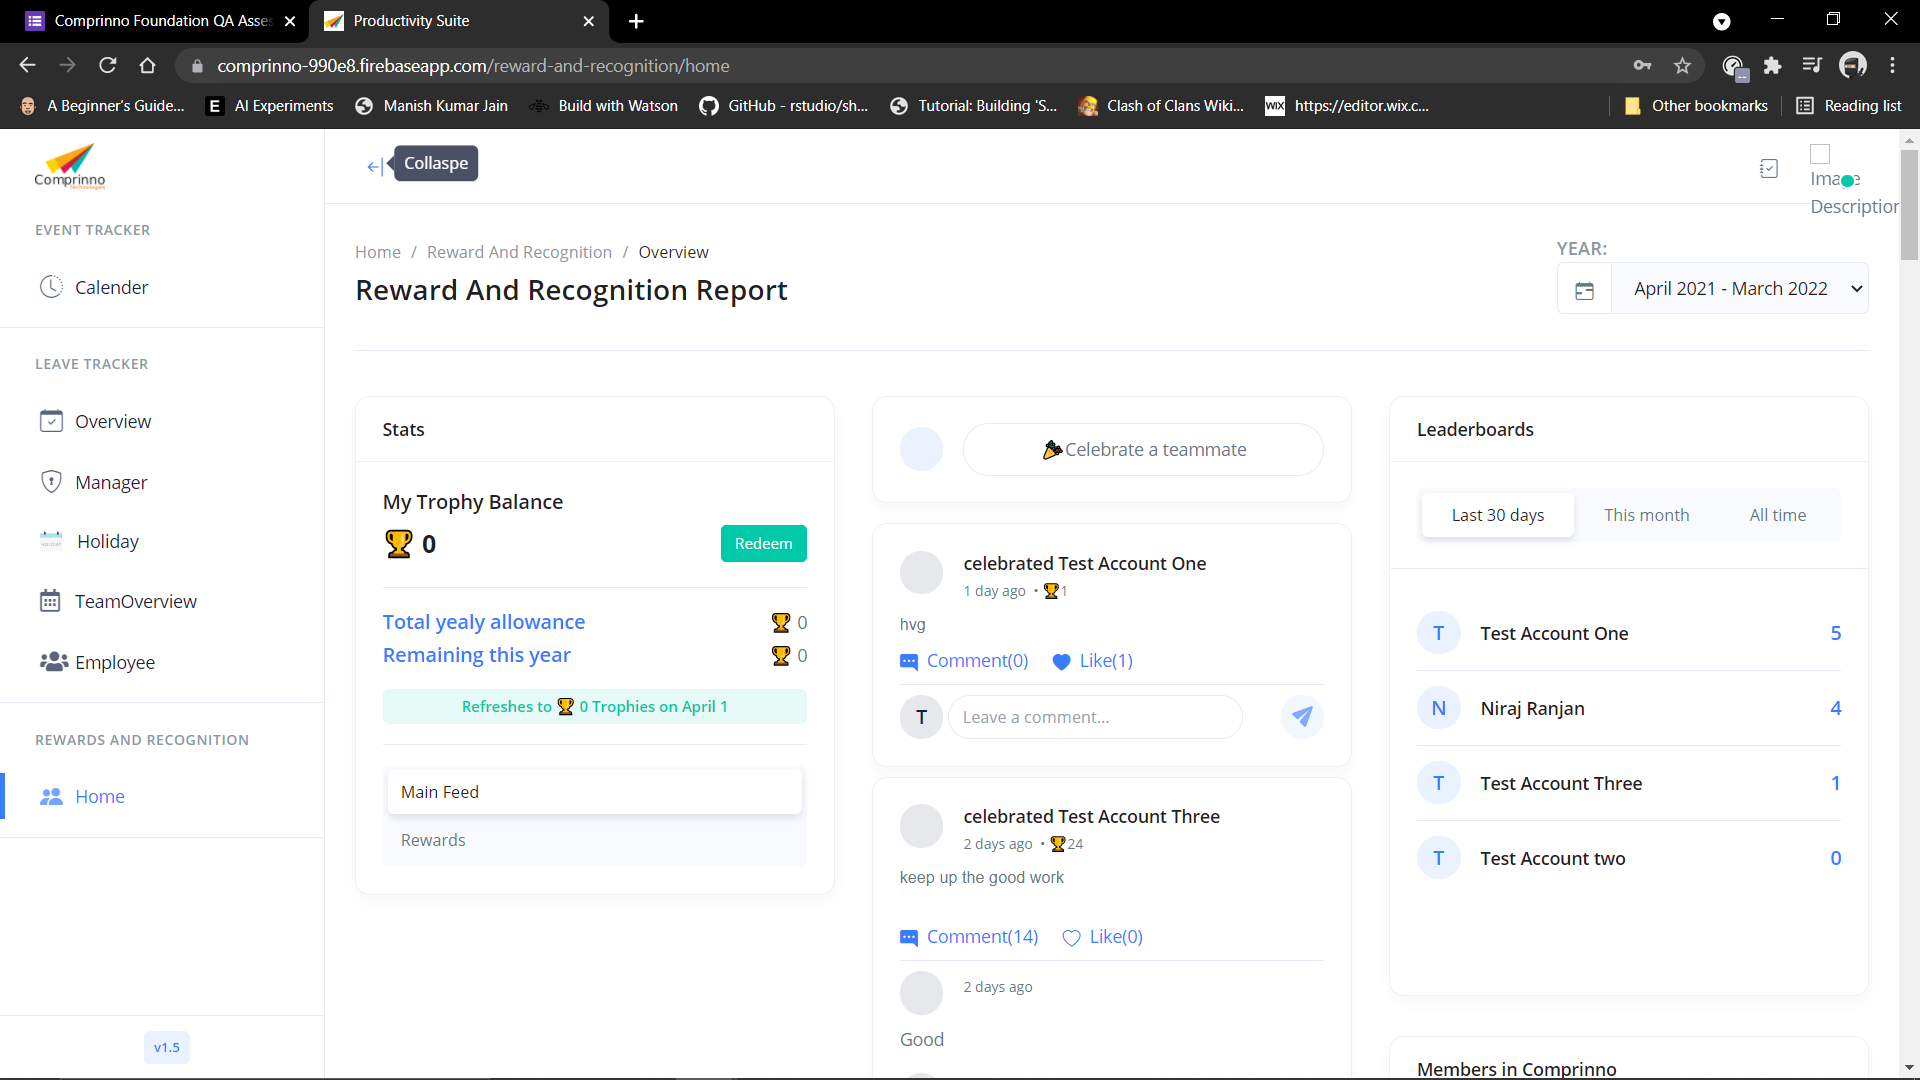 Comprinno Foundation QA Asses
Productivity Suite
comprinno-990e8.firebaseapp.com/reward-and-recognition/home
A Beginner's Guide...
AI Experiments
Manish Kumar Jain
Build with Watson
GitHub - rstudio/sh...
Tutorial: Building 'S...
Clash of Clans Wiki...
WIX
https://editor.wix.c...
Other bookmarks
Reading list
Comprinno
Technologies
EVENT TRACKER
Calender
LEAVE TRACKER
Overview
Manager
Holiday
TeamOverview
Employee
REWARDS AND RECOGNITION
Home
v1.5
Collaspe
Image
Description
Home / Reward And Recognition / Overview
Reward And Recognition Report
YEAR:
April 2021 - March 2022
Stats
My Trophy Balance
0
Redeem
Total yealy allowance 0
Remaining this year 0
Refreshes to 0 Trophies on April 1
Main Feed
Rewards
Celebrate a teammate
celebrated Test Account One
1 day ago • 1
hvg
Comment(0) Like(1)
T
Leave a comment...
celebrated Test Account Three
2 days ago • 24
keep up the good work
Comment(14) Like(0)
2 days ago
Good
Leaderboards
Last 30 days This month All time
T Test Account One 5
N Niraj Ranjan 4
T Test Account Three 1
T Test Account two 0
Members in Comprinno